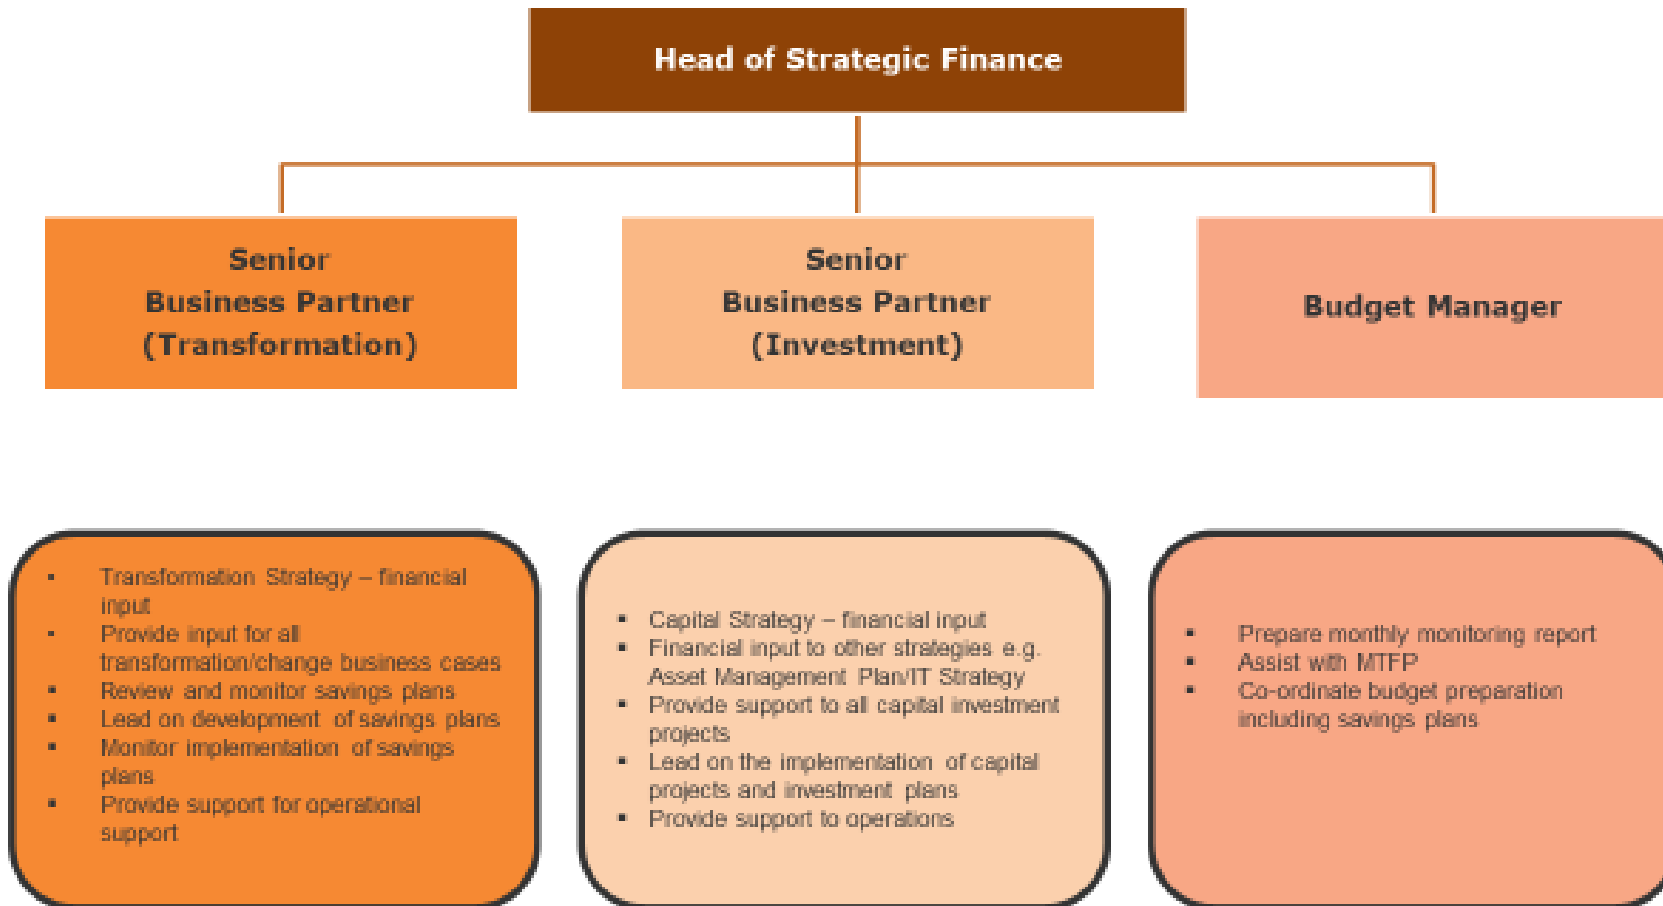 Head of Strategic Finance
Senior
Business Partner
(Transformation)
Senior
Business Partner
(Investment)
Budget Manager
▪ Transformation Strategy – financial
input
▪ Provide input for all
transformation/change business cases
▪ Review and monitor savings plans
▪ Lead on development of savings plans
▪ Monitor implementation of savings
plans
▪ Provide support for operational
support
▪ Capital Strategy – financial input
▪ Financial input to other strategies e.g.
Asset Management Plan/IT Strategy
▪ Provide support to all capital investment
projects
▪ Lead on the implementation of capital
projects and investment plans
▪ Provide support to operations
▪ Prepare monthly monitoring report
▪ Assist with MTFP
▪ Co-ordinate budget preparation
including savings plans